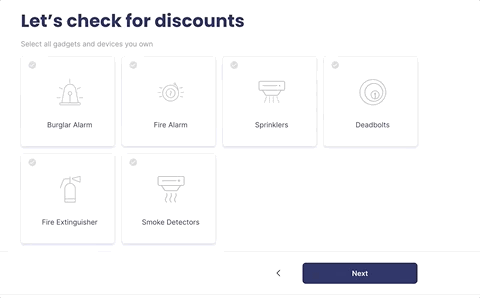 Let's check for discounts
Select all gadgets and devices you own
Burglar Alarm
Fire Alarm
Sprinklers
Deadbolts
Fire Extinguisher
Smoke Detectors
Next